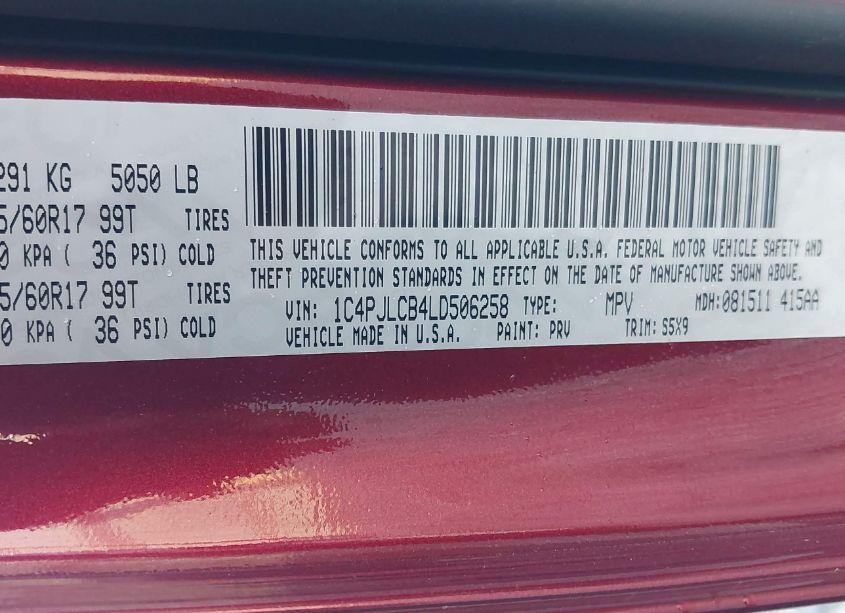 291 KG 5050 LB
5/60R17 99T TIRES
0 KPA ( 36 PSI) COLD
5/60R17 99T TIRES
0 KPA ( 36 PSI) COLD
THIS VEHICLE CONFORMS TO ALL APPLICABLE U.S.A. FEDERAL MOTOR VEHICLE SAFETY AND
THEFT PREVENTION STANDARDS IN EFFECT ON THE DATE OF MANUFACTURE SHOWN ABOVE.
VIN: 1C4PJLCB4LD506258 TYPE: MPV MDH:081511 415AA
VEHICLE MADE IN U.S.A. PAINT: PRV TRIM: S5X9